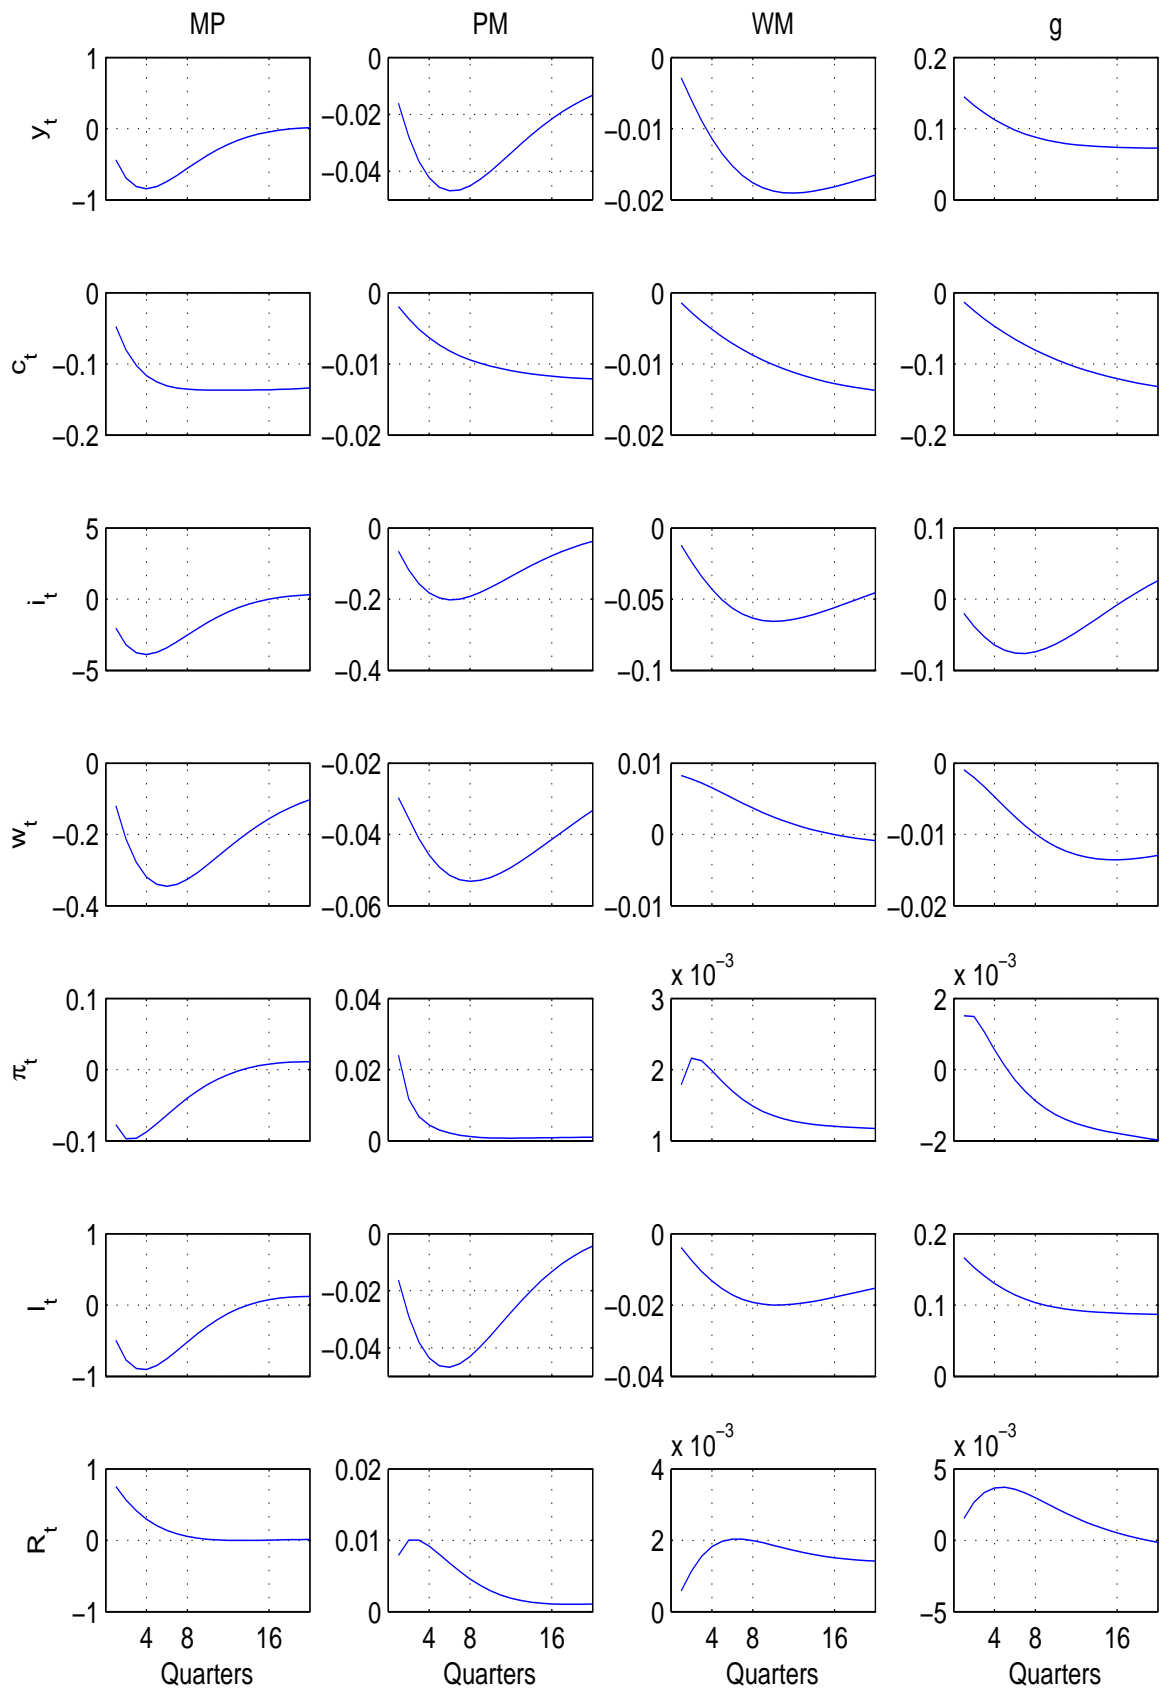 MP PM WM g
y_t
1 0 −1
0 −0.02 −0.04
0 −0.01 −0.02
0.2 0.1 0
c_t
0 −0.1 −0.2
0 −0.01 −0.02
0 −0.01 −0.02
0 −0.1 −0.2
i_t
5 0 −5
0 −0.2 −0.4
0 −0.05 −0.1
0.1 0 −0.1
w_t
0 −0.2 −0.4
−0.02 −0.04 −0.06
0.01 0 −0.01
0 −0.01 −0.02
π_t
0.1 0 −0.1
0.04 0.02 0
x 10⁻³
3 2 1
x 10⁻³
2 0 −2
l_t
1 0 −1
0 −0.02 −0.04
0 −0.02 −0.04
0.2 0.1 0
R_t
1 0 −1
0.02 0.01 0
x 10⁻³
4 2 0
x 10⁻³
5 0 −5
4 8 16 4 8 16 4 8 16 4 8 16
Quarters Quarters Quarters Quarters